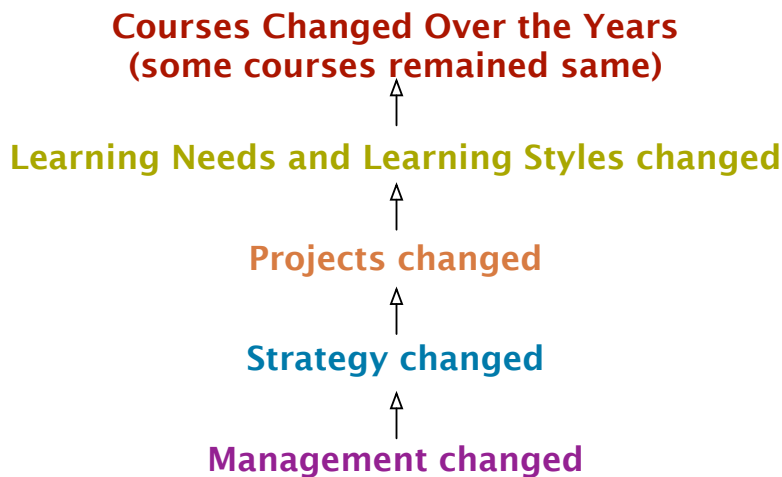 Courses Changed Over the Years
(some courses remained same)
Learning Needs and Learning Styles changed
Projects changed
Strategy changed
Management changed